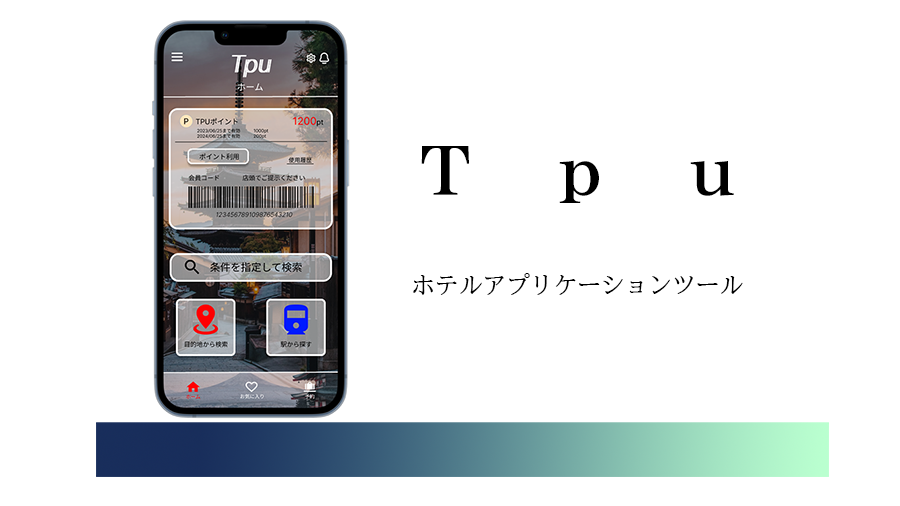 Tpu
ホーム
P TPUポイント 1200pt
2023/06/25まで有効 1000pt
2024/06/25まで有効 200pt
ポイント利用 使用履歴
会員コード 店頭でご提示ください
123456789109876543210
条件を指定して検索
目的地から検索 駅から探す
ホーム お気に入り 予約
T p u
ホテルアプリケーションツール